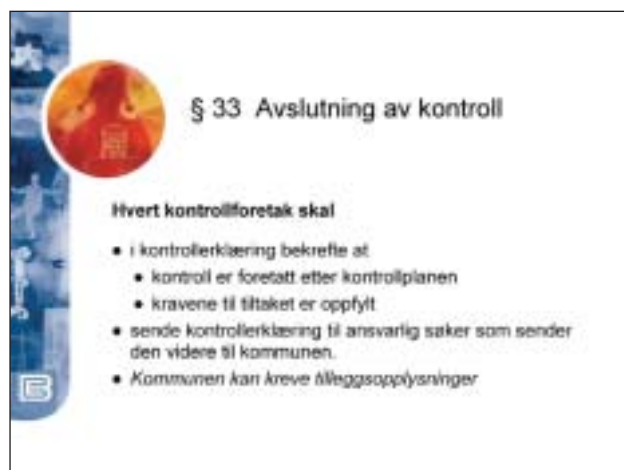 § 33 Avslutning av kontroll
Hvert kontrollforetak skal
• i kontrollerklæring bekrefte at
• kontroll er foretatt etter kontrollplanen
• kravene til tiltaket er oppfylt
• sende kontrollerklæring til ansvarlig søker som sender
den videre til kommunen.
• Kommunen kan kreve tilleggsopplysninger